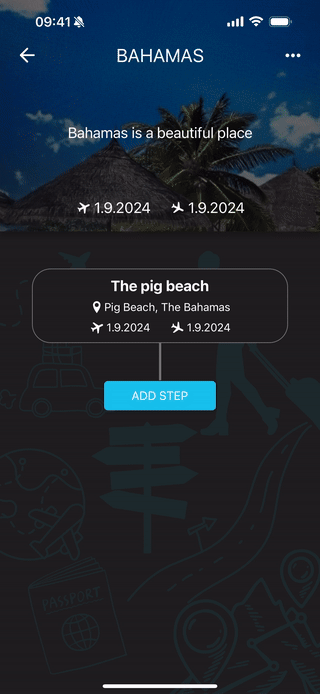 09:41
BAHAMAS
Bahamas is a beautiful place
1.9.2024 1.9.2024
The pig beach
Pig Beach, The Bahamas
1.9.2024 1.9.2024
ADD STEP
PASSPORT